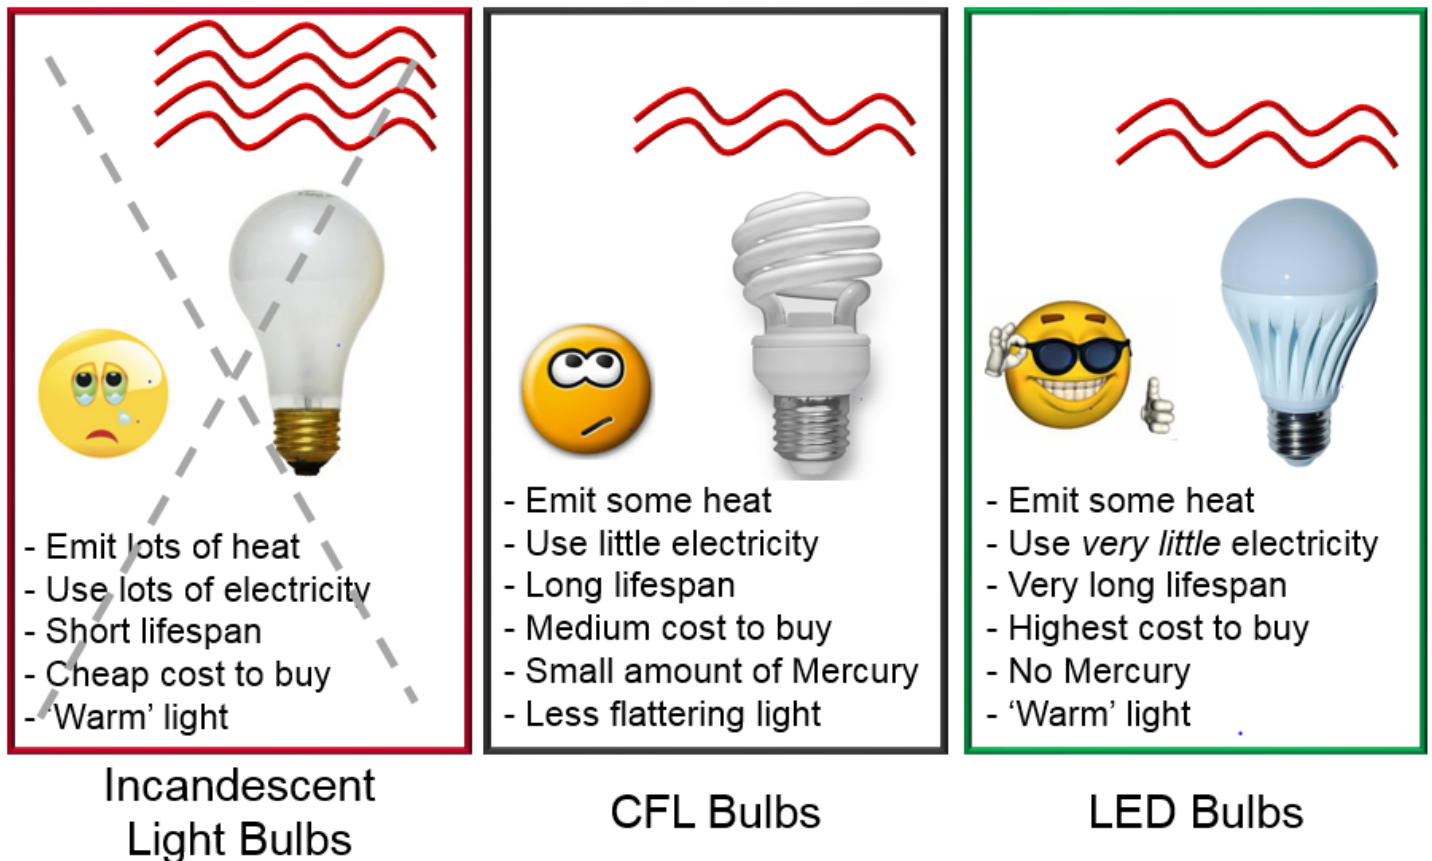 - Emit lots of heat
- Use lots of electricity
- Short lifespan
- Cheap cost to buy
- ‘Warm’ light
Incandescent
Light Bulbs
- Emit some heat
- Use little electricity
- Long lifespan
- Medium cost to buy
- Small amount of Mercury
- Less flattering light
CFL Bulbs
- Emit some heat
- Use very little electricity
- Very long lifespan
- Highest cost to buy
- No Mercury
- ‘Warm’ light
LED Bulbs